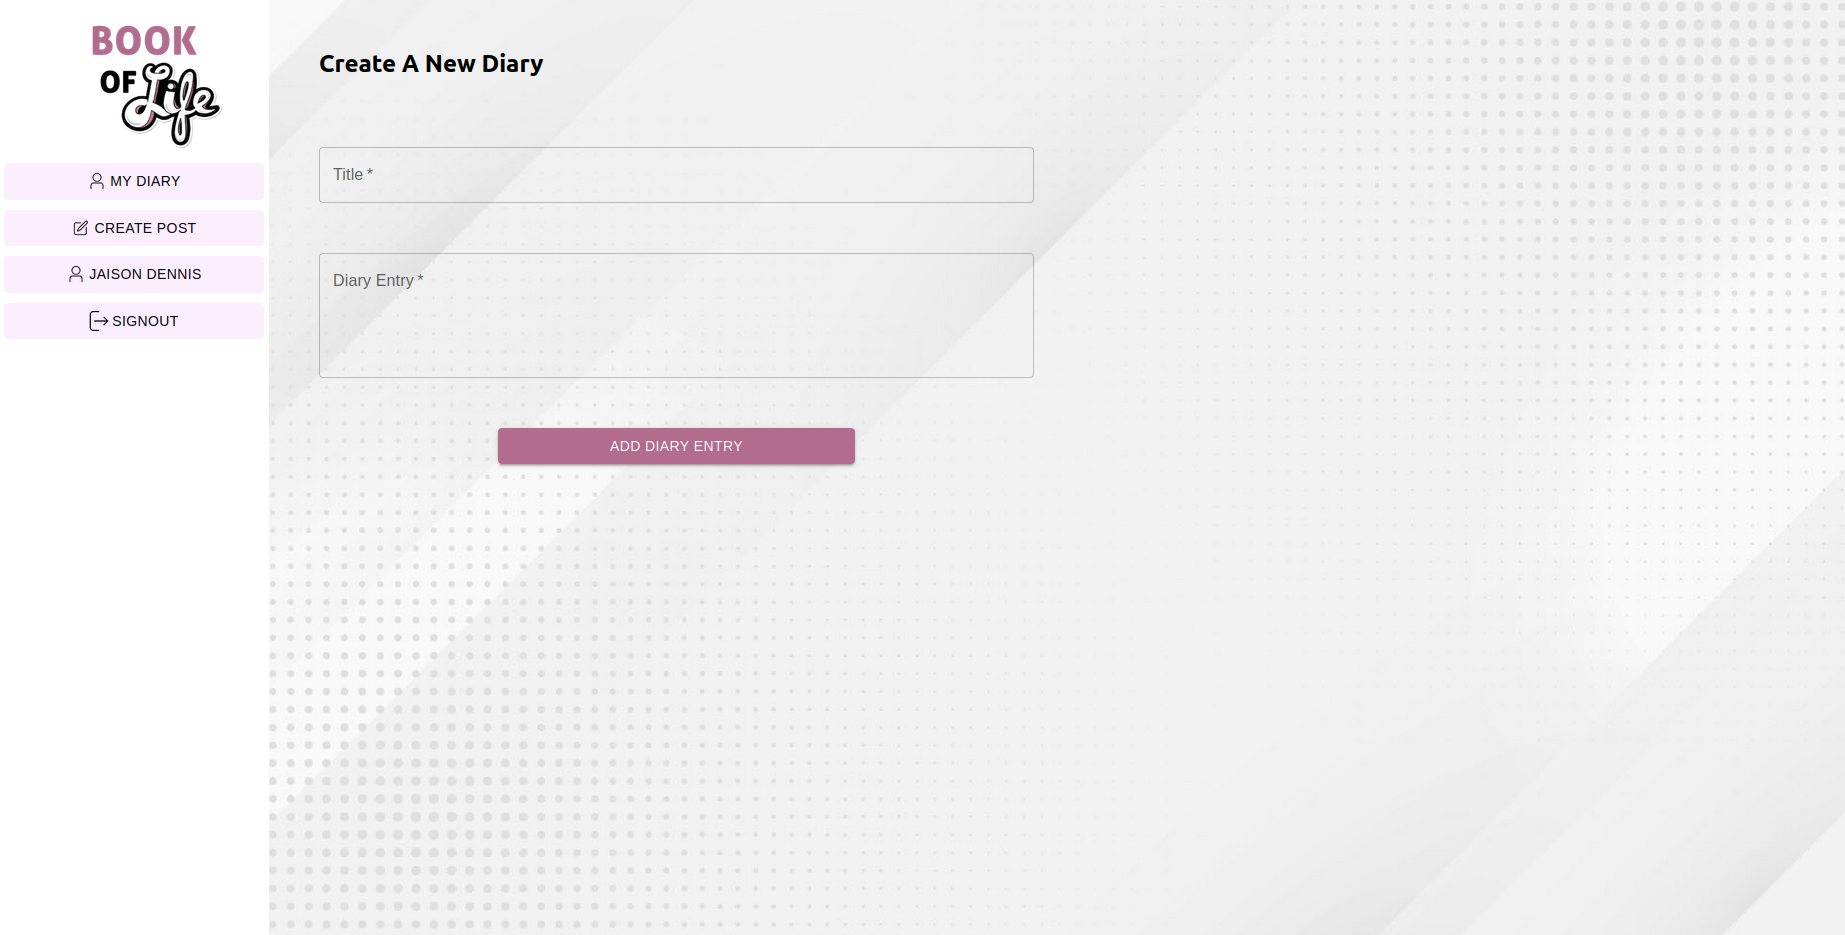 BOOK
OF Life
MY DIARY
CREATE POST
JAISON DENNIS
SIGNOUT
Create A New Diary
Title *
Diary Entry *
ADD DIARY ENTRY